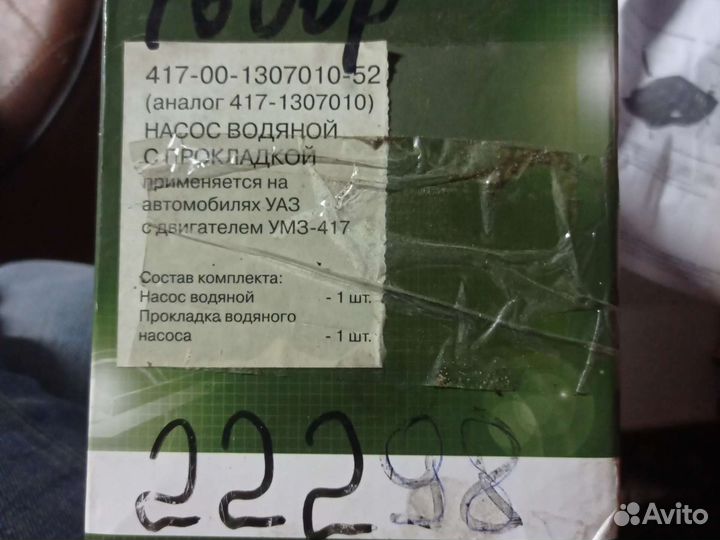 1600р
417-00-1307010-52
(аналог 417-1307010)
НАСОС ВОДЯНОЙ
С ПРОКЛАДКОЙ
применяется на
автомобилях УАЗ
с двигателем УМЗ-417
Состав комплекта:
Насос водяной - 1 шт.
Прокладка водяного
насоса - 1 шт.
22298
Avito